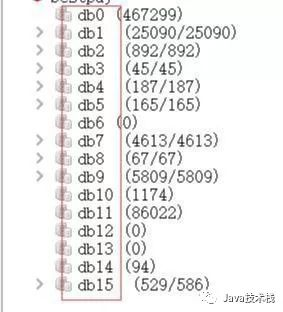 bestpay
db0 (467299)
db1 (25090/25090)
db2 (892/892)
db3 (45/45)
db4 (187/187)
db5 (165/165)
db6 (0)
db7 (4613/4613)
db8 (67/67)
db9 (5809/5809)
db10 (1174)
db11 (86022)
db12 (0)
db13 (0)
db14 (94)
db15 (529/586)
Java技术栈